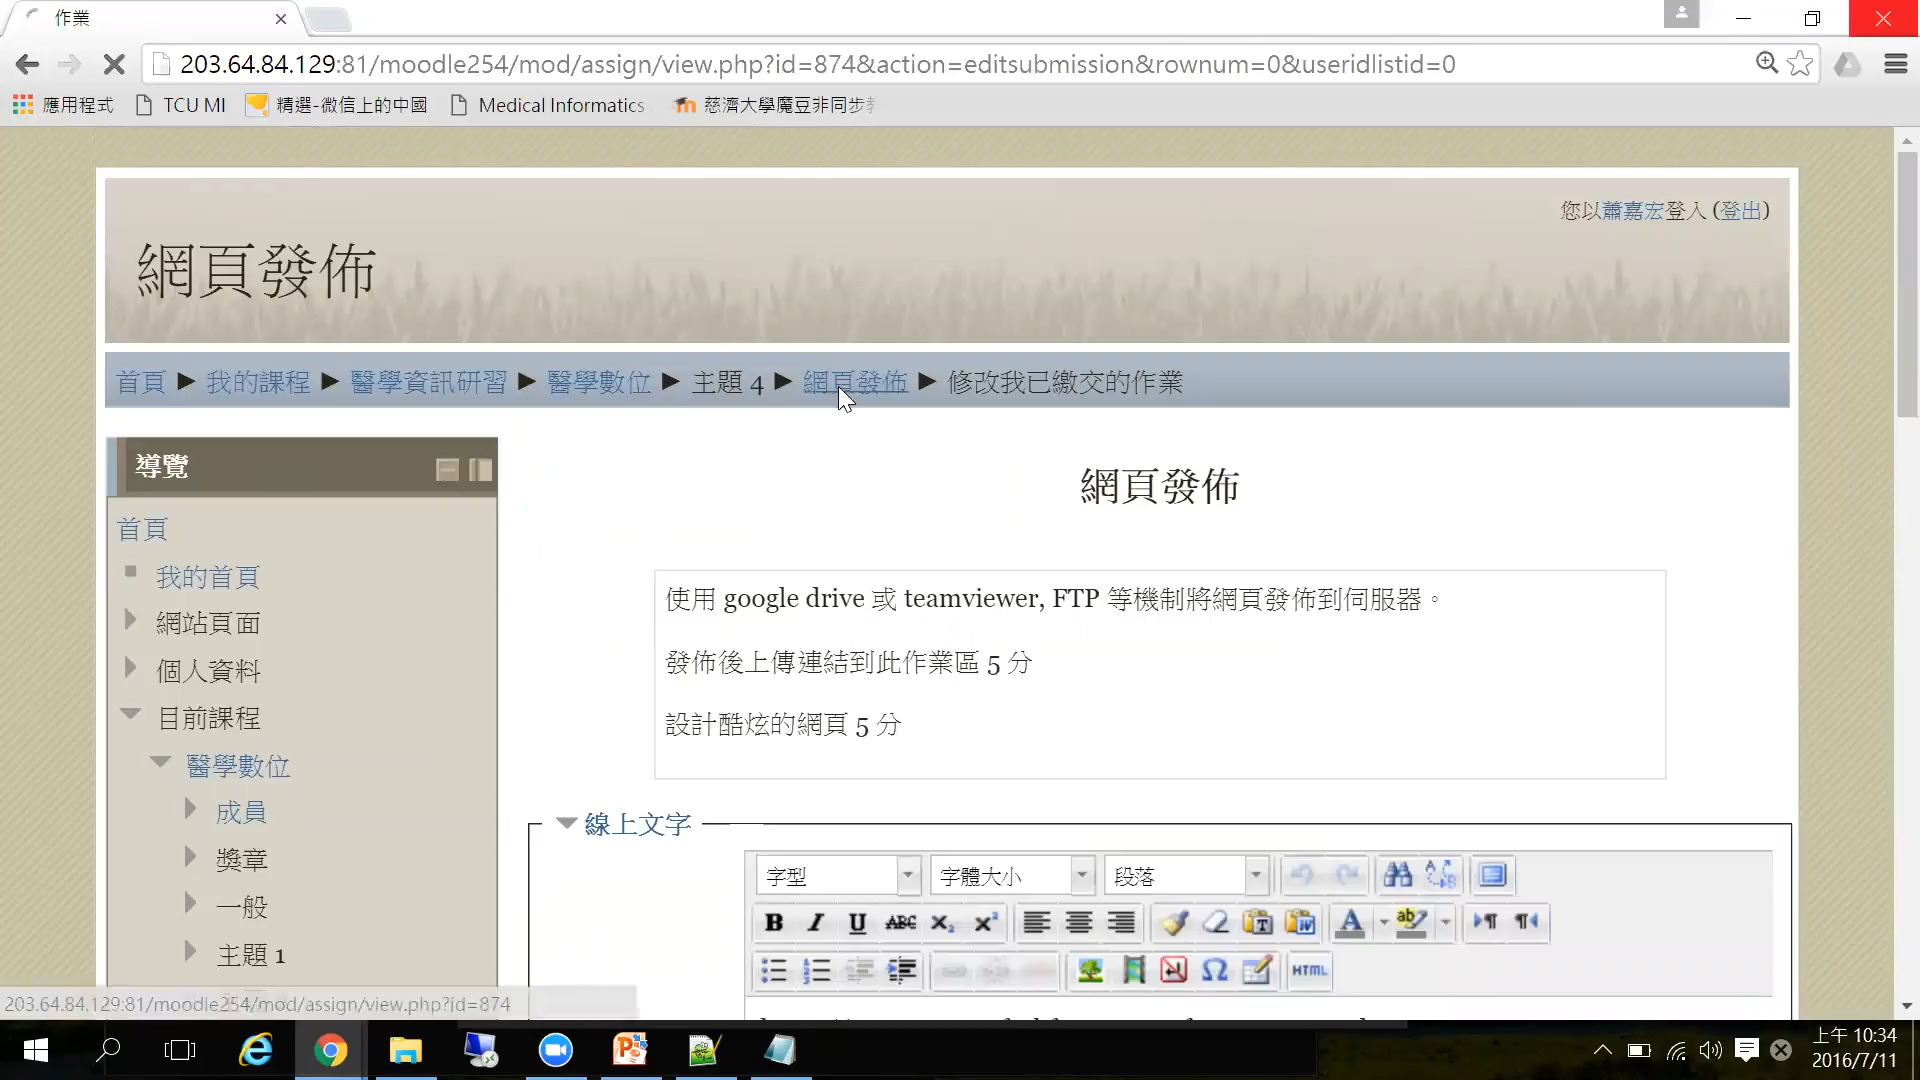 作業
203.64.84.129:81/moodle254/mod/assign/view.php?id=874&action=editsubmission&rownum=0&useridlistid=0
應用程式 TCU MI 精選-微信上的中國 Medical Informatics 慈濟大學魔豆非同步
您以蕭嘉宏登入 (登出)
網頁發佈
首頁 ► 我的課程 ► 醫學資訊研習 ► 醫學數位 ► 主題 4 ► 網頁發佈 ► 修改我已繳交的作業
導覽
首頁
我的首頁
網站頁面
個人資料
目前課程
醫學數位
成員
獎章
一般
主題 1
網頁發佈
使用 google drive 或 teamviewer, FTP 等機制將網頁發佈到伺服器。
發佈後上傳連結到此作業區 5 分
設計酷炫的網頁 5 分
線上文字
字型 字體大小 段落
B I U ABC
HTML
203.64.84.129:81/moodle254/mod/assign/view.php?id=874
上午 10:34
2016/7/11